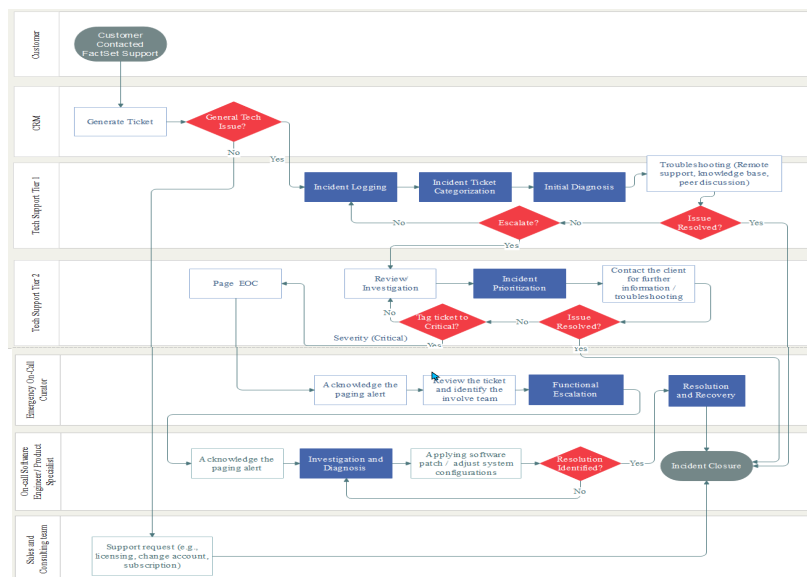 Customer
Customer
Contacted
FactSet Support
CRM
Generate Ticket
General Tech
Issue?
No
Yes
Tech Support Tier 1
Incident Logging
Incident Ticket
Categorization
Initial Diagnosis
Troubleshooting (Remote
support, knowledge base,
peer discussion)
Issue
Resolved?
Yes
No
Escalate?
No
Yes
Tech Support Tier 2
Page EOC
Review/
Investigation
Incident
Prioritization
Contact the client
for further
information /
troubleshooting
Issue
Resolved?
No
Yes
Tag ticket to
Critical?
No
Yes
Severity (Critical)
Emergency On-Call
Curator
Acknowledge the
paging alert
Review the ticket
and identify the
involve team
Functional
Escalation
Resolution
and Recovery
On-call Software
Engineer / Product
Specialist
Acknowledge the
paging alert
Investigation and
Diagnosis
Applying software
patch / adjust system
configurations
Resolution
Identified?
Yes
No
Incident Closure
Sales and
Consulting team
Support request (e.g.,
licensing, change account,
subscription)